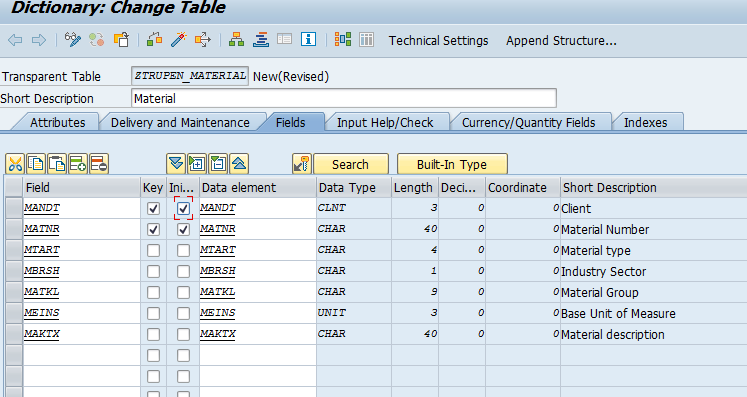 Dictionary: Change Table
Technical Settings Append Structure...
Transparent Table ZTRUPEN_MATERIAL New(Revised)
Short Description Material
Attributes Delivery and Maintenance Fields Input Help/Check Currency/Quantity Fields Indexes
Search Built-In Type
Field Key Ini... Data element Data Type Length Deci... Coordinate Short Description
MANDT MANDT CLNT 3 0 0 Client
MATNR MATNR CHAR 40 0 0 Material Number
MTART MTART CHAR 4 0 0 Material type
MBRSH MBRSH CHAR 1 0 0 Industry Sector
MATKL MATKL CHAR 9 0 0 Material Group
MEINS MEINS UNIT 3 0 0 Base Unit of Measure
MAKTX MAKTX CHAR 40 0 0 Material description